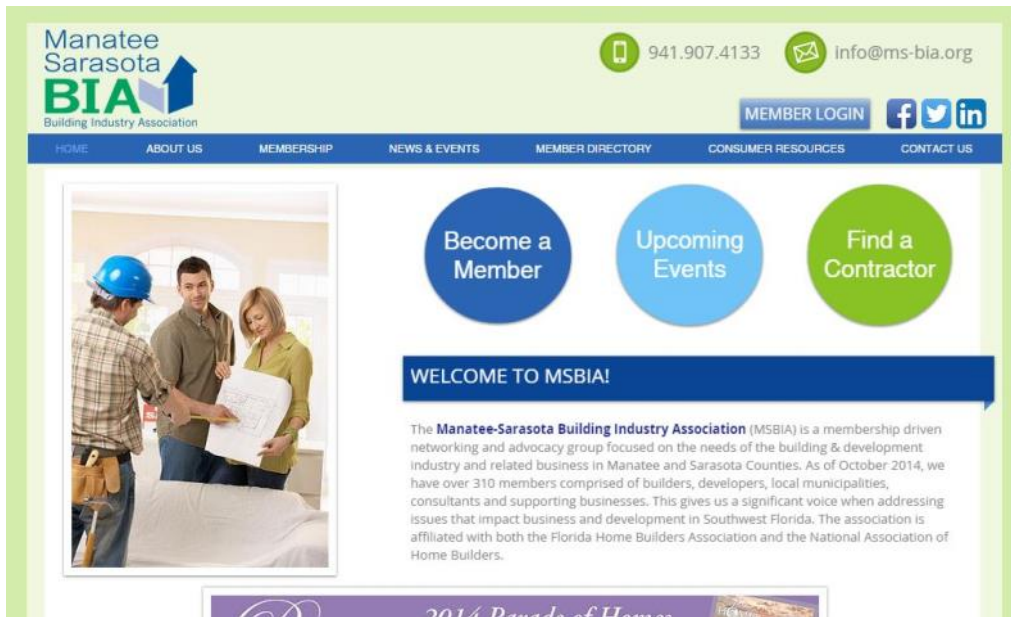 Manatee
Sarasota
BIA
Building Industry Association
941.907.4133
info@ms-bia.org
MEMBER LOGIN
HOME ABOUT US MEMBERSHIP NEWS & EVENTS MEMBER DIRECTORY CONSUMER RESOURCES CONTACT US
Become a
Member
Upcoming
Events
Find a
Contractor
WELCOME TO MSBIA!
The Manatee-Sarasota Building Industry Association (MSBIA) is a membership driven
networking and advocacy group focused on the needs of the building & development
industry and related business in Manatee and Sarasota Counties. As of October 2014, we
have over 310 members comprised of builders, developers, local municipalities,
consultants and supporting businesses. This gives us a significant voice when addressing
issues that impact business and development in Southwest Florida. The association is
affiliated with both the Florida Home Builders Association and the National Association of
Home Builders.
2014 Parade of Homes